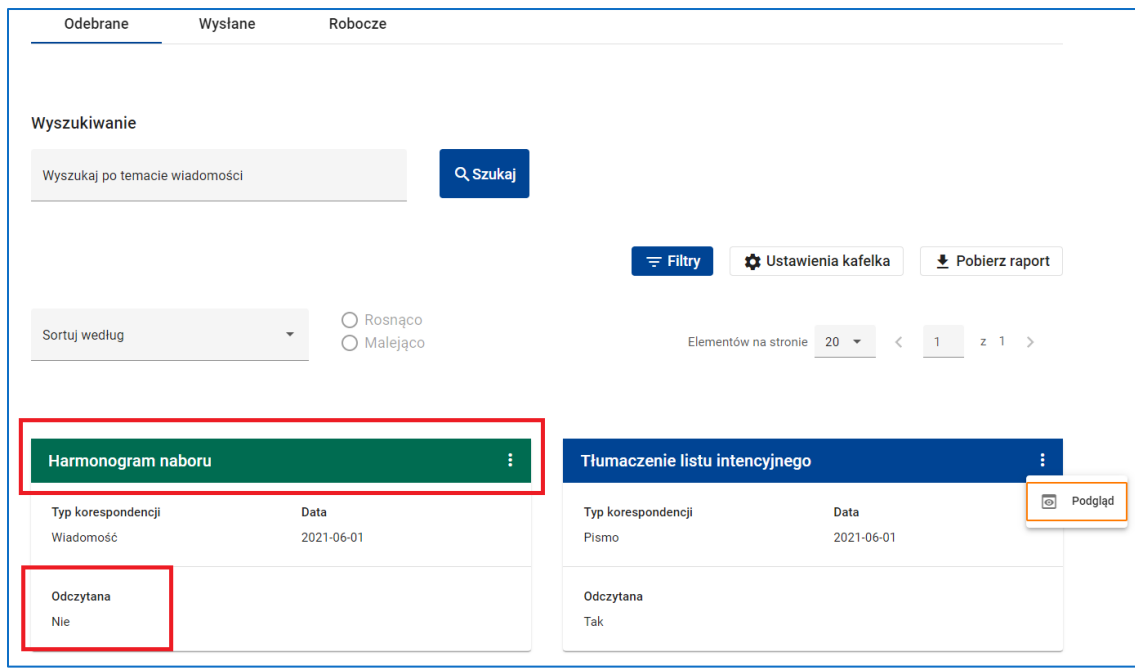 Odebrane Wysłane Robocze
Wyszukiwanie
Wyszukaj po temacie wiadomości Szukaj
Filtry Ustawienia kafelka Pobierz raport
Sortuj według Rosnąco
Malejąco
Elementów na stronie 20 1 z 1
Harmonogram naboru
Typ korespondencji Data
Wiadomość 2021-06-01
Odczytana
Nie
Tłumaczenie listu intencyjnego
Podgląd
Typ korespondencji Data
Pismo 2021-06-01
Odczytana
Tak